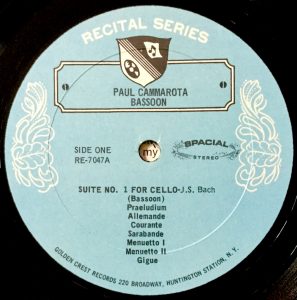 RECITAL SERIES
PAUL CAMMAROTA
BASSOON
SIDE ONE
RE-7047A
my
SPACIAL
STEREO
SUITE NO. 1 FOR CELLO-J.S. Bach
(Bassoon)
Praeludium
Allemande
Courante
Sarabande
Menuetto I
Menuetto II
Gigue
GOLDEN CREST RECORDS 220 BROADWAY, HUNTINGTON STATION, N.Y.